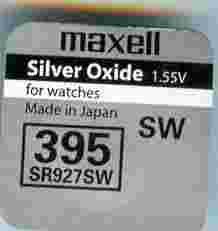 maxell
Silver Oxide 1.55V
for watches
Made in Japan
SW
395
SR927SW